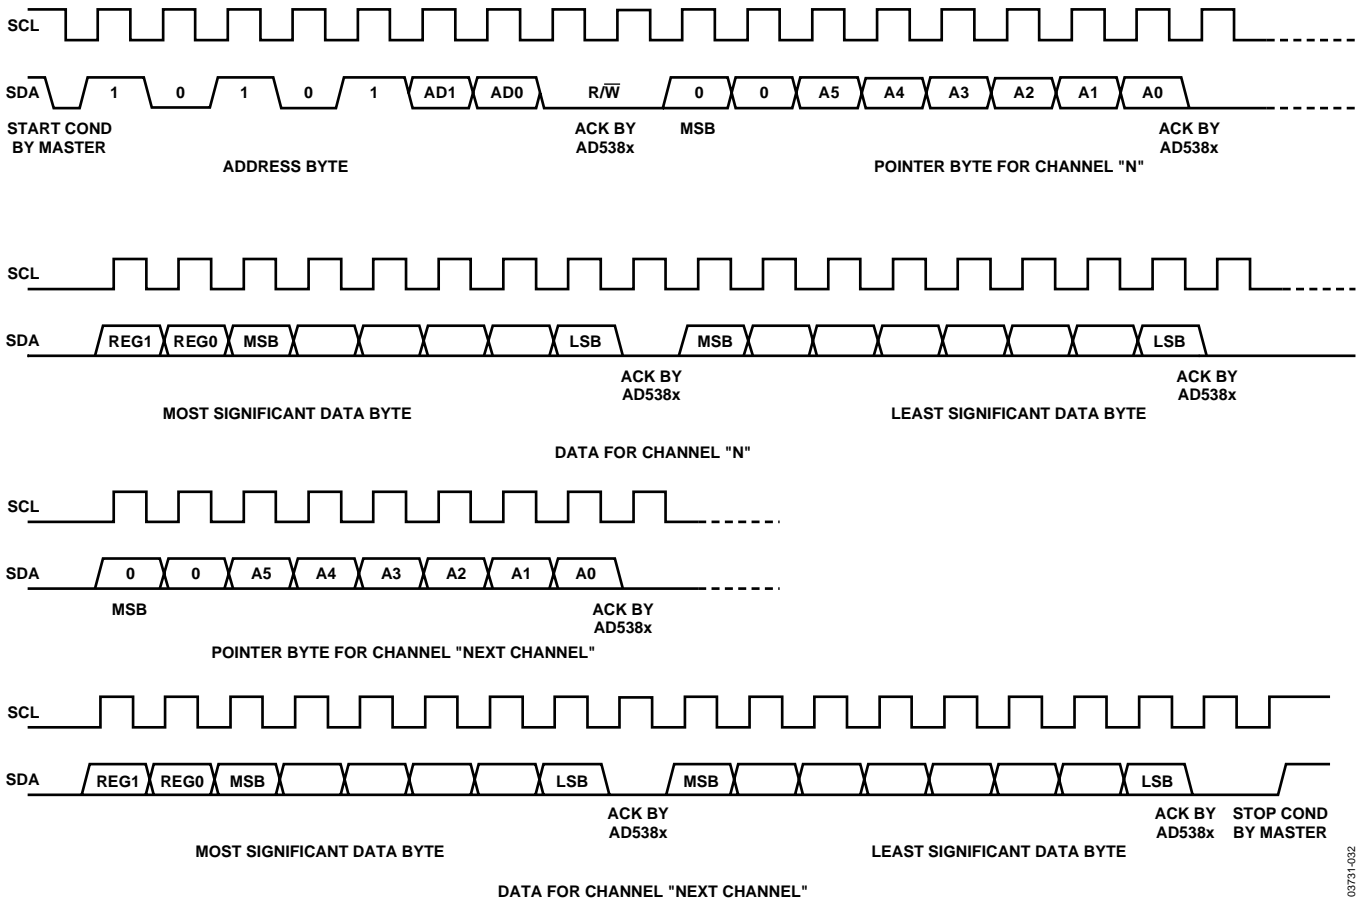 SCL
SDA 1 0 1 0 1 AD1 AD0 R/W̅ 0 0 A5 A4 A3 A2 A1 A0
START COND
BY MASTER
ACK BY
AD538x
MSB
ACK BY
AD538x
ADDRESS BYTE
POINTER BYTE FOR CHANNEL "N"
SCL
SDA REG1 REG0 MSB LSB MSB LSB
ACK BY
AD538x
ACK BY
AD538x
MOST SIGNIFICANT DATA BYTE
LEAST SIGNIFICANT DATA BYTE
DATA FOR CHANNEL "N"
SCL
SDA 0 0 A5 A4 A3 A2 A1 A0
MSB
ACK BY
AD538x
POINTER BYTE FOR CHANNEL "NEXT CHANNEL"
SCL
SDA REG1 REG0 MSB LSB MSB LSB
ACK BY
AD538x
ACK BY
AD538x
STOP COND
BY MASTER
MOST SIGNIFICANT DATA BYTE
LEAST SIGNIFICANT DATA BYTE
DATA FOR CHANNEL "NEXT CHANNEL"
03731-032